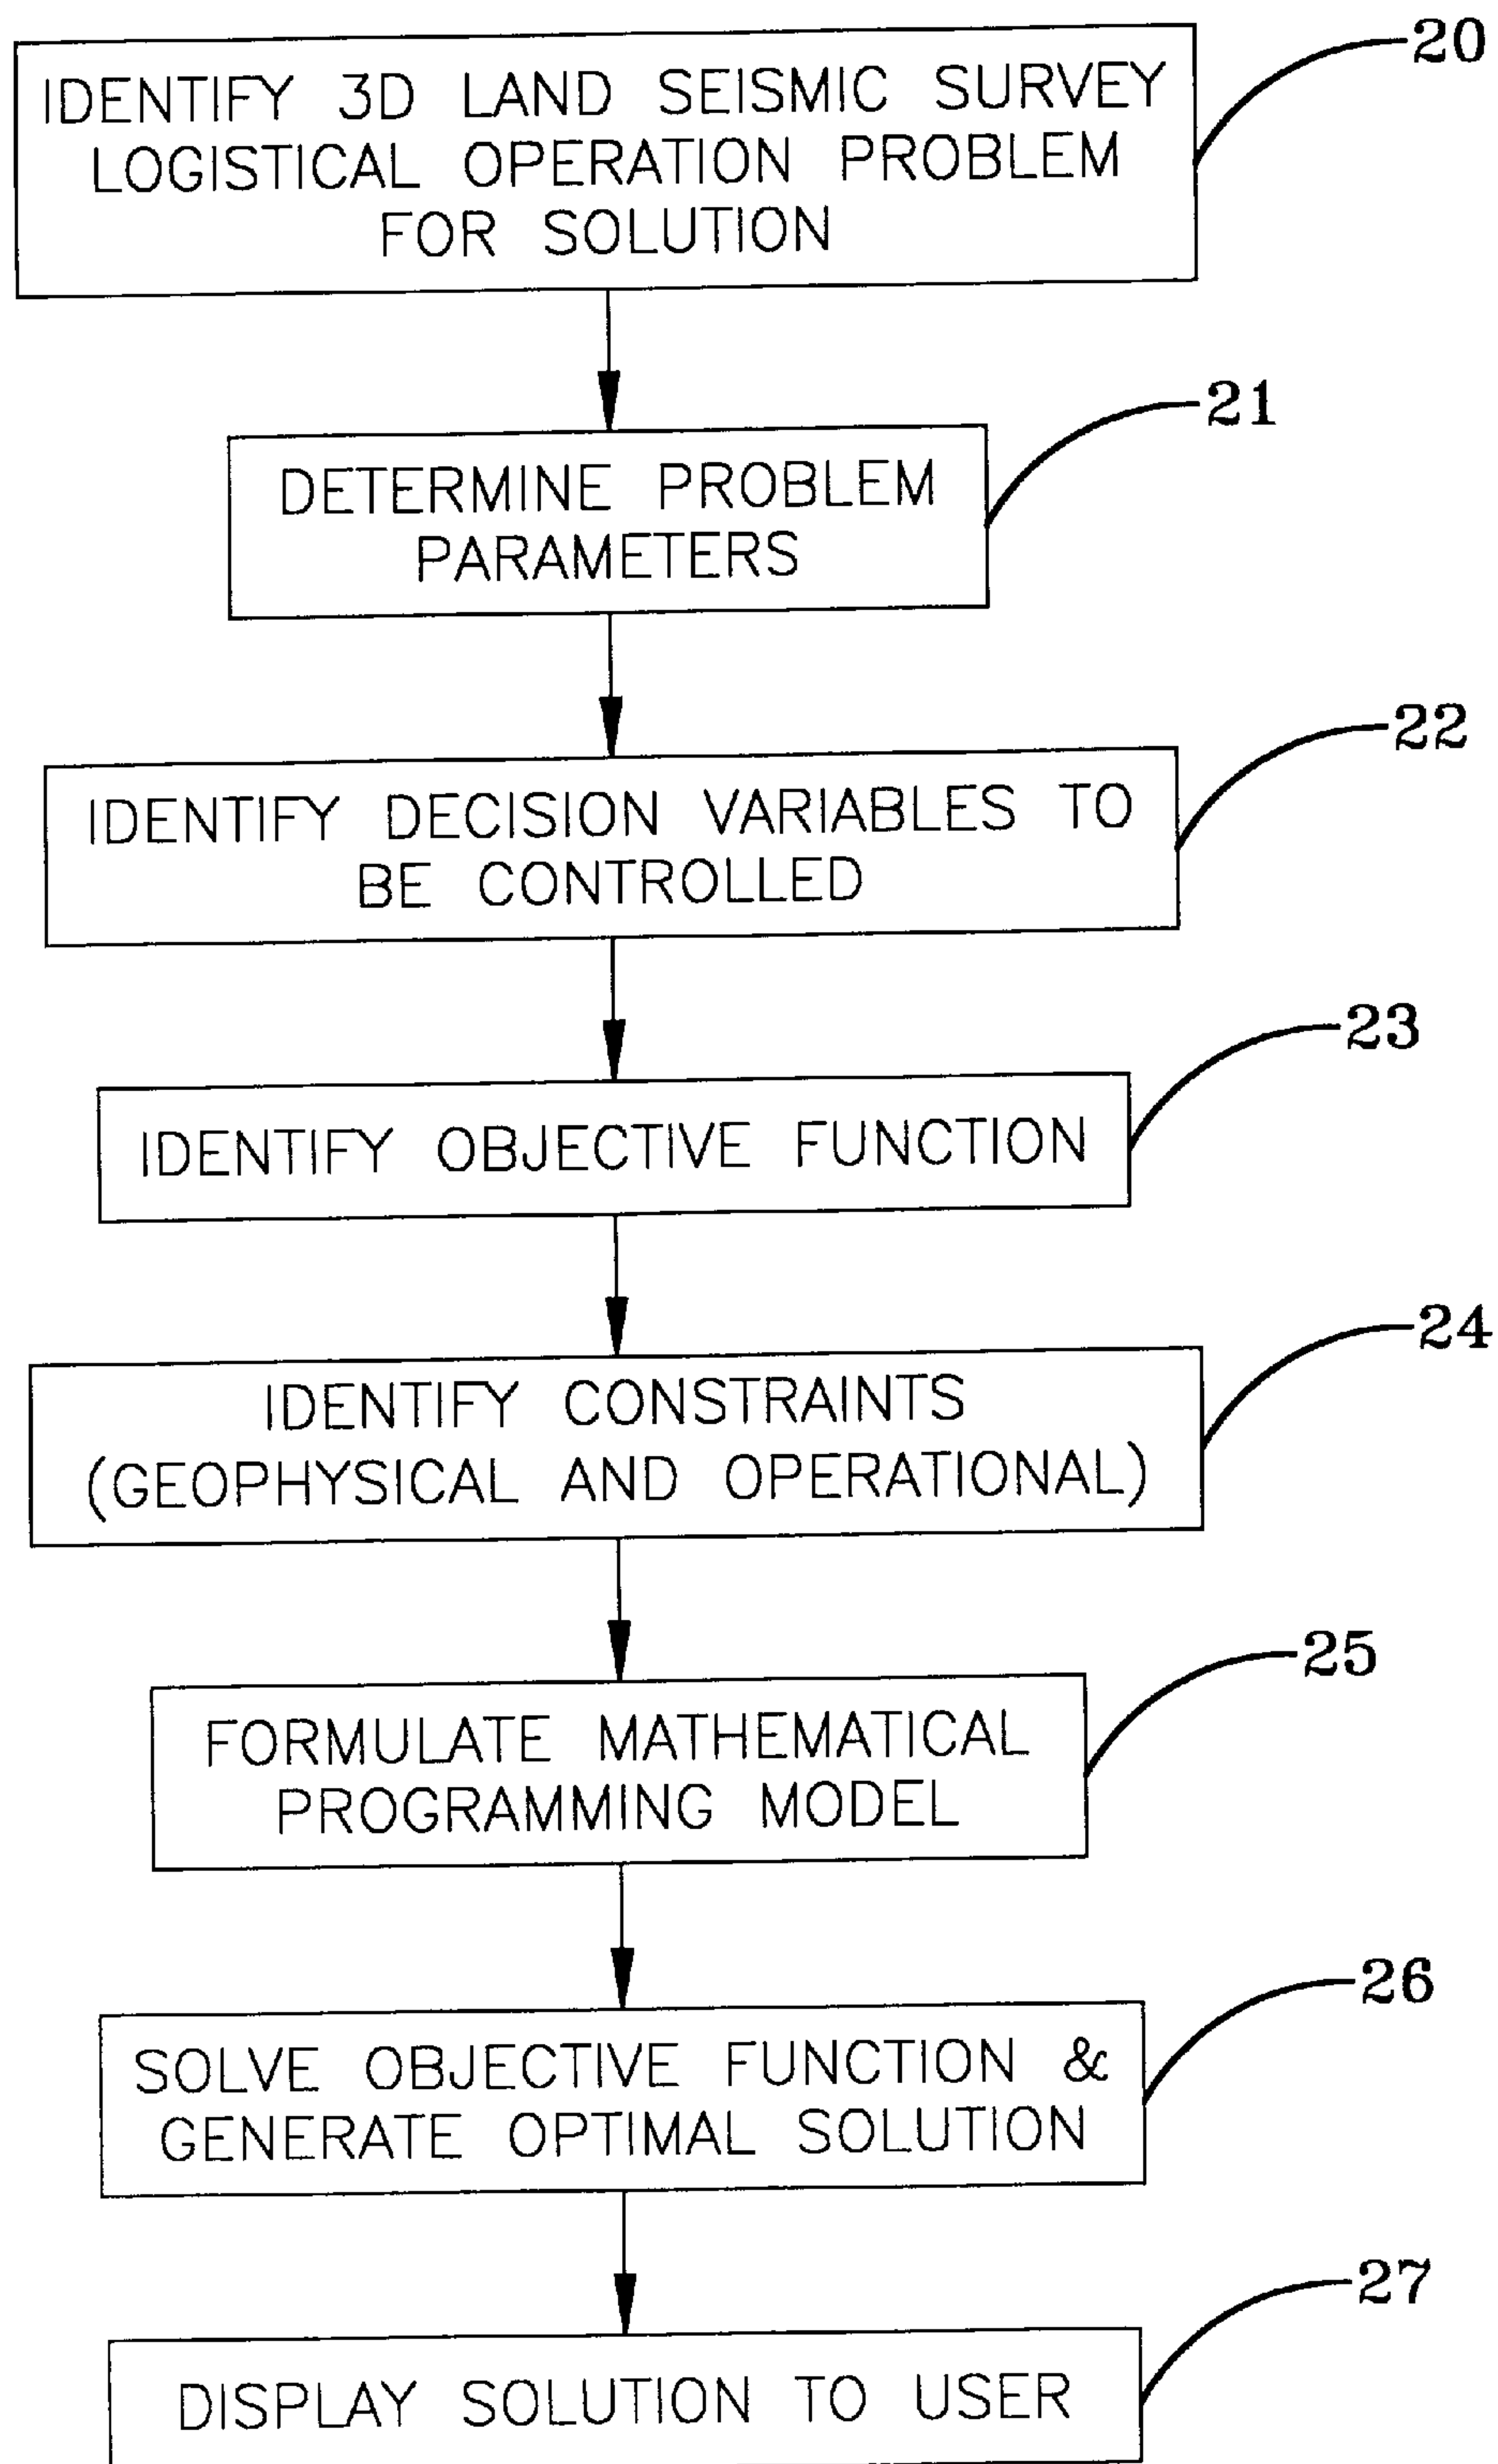 20
IDENTIFY 3D LAND SEISMIC SURVEY
LOGISTICAL OPERATION PROBLEM
FOR SOLUTION
21
DETERMINE PROBLEM
PARAMETERS
22
IDENTIFY DECISION VARIABLES TO
BE CONTROLLED
23
IDENTIFY OBJECTIVE FUNCTION
24
IDENTIFY CONSTRAINTS
(GEOPHYSICAL AND OPERATIONAL)
25
FORMULATE MATHEMATICAL
PROGRAMMING MODEL
26
SOLVE OBJECTIVE FUNCTION &
GENERATE OPTIMAL SOLUTION
27
DISPLAY SOLUTION TO USER